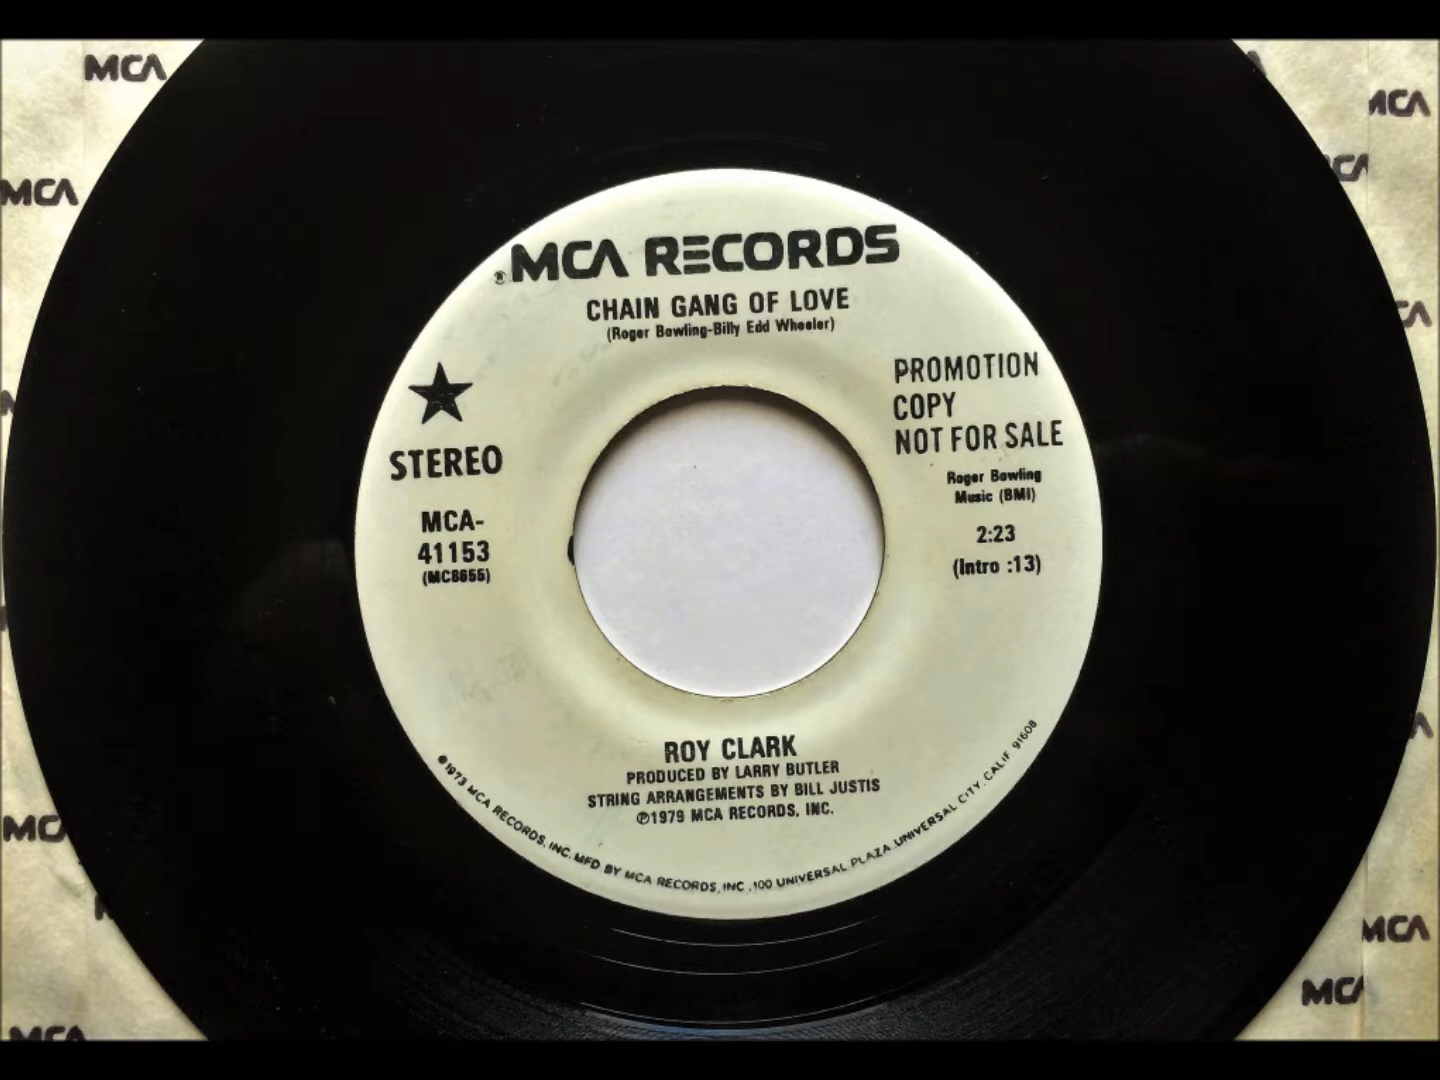 MCA
MCA
MCA
MCA RECORDS
CHAIN GANG OF LOVE
(Roger Bowling-Billy Edd Wheeler)
★
STEREO
MCA-
41153
(MC8655)
PROMOTION
COPY
NOT FOR SALE
Roger Bowling
Music (BMI)
2:23
(Intro :13)
ROY CLARK
PRODUCED BY LARRY BUTLER
STRING ARRANGEMENTS BY BILL JUSTIS
℗1979 MCA RECORDS, INC.
©1973 MCA RECORDS, INC. MFD BY MCA RECORDS, INC., 100 UNIVERSAL PLAZA, UNIVERSAL CITY, CALIF 91608
MCA
MCA